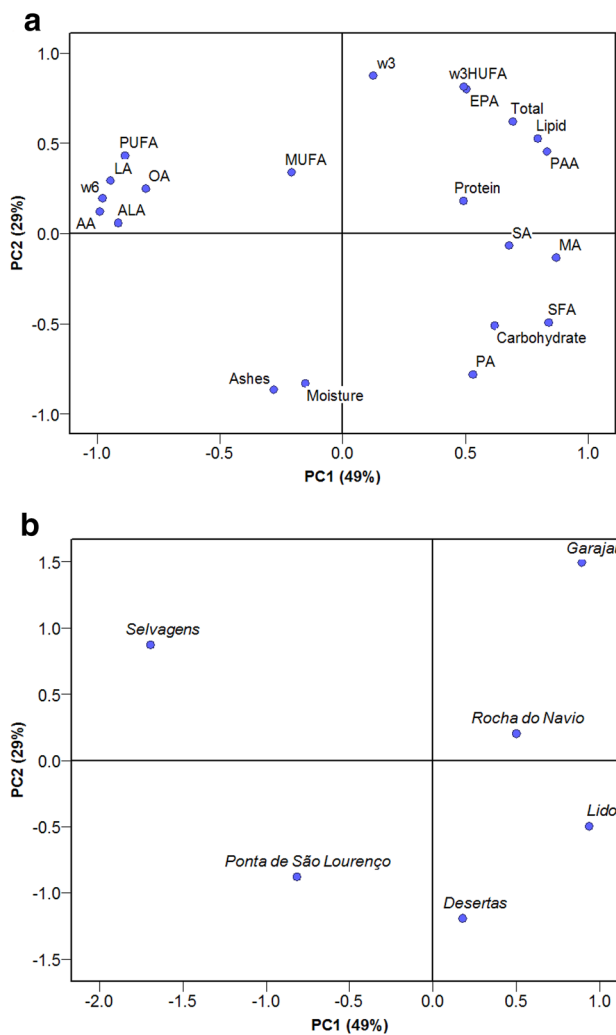 a
1.0
w3
w3HUFA
EPA
Total
PUFA
Lipid
0.5
LA
MUFA
PAA
w6
OA
Protein
AA
ALA
0.0
SA
MA
SFA
-0.5
Carbohydrate
PA
Ashes
Moisture
-1.0
PC2 (29%)
-1.0 -0.5 0.0 0.5 1.0
PC1 (49%)
b
1.5
Selvagens
1.0
0.5
Rocha do Navio
0.0
Lido
-0.5
Ponta de São Lourenço
Desertas
-1.0
-1.5
PC2 (29%)
-2.0 -1.5 -1.0 -0.5 0.0 0.5 1.0
PC1 (49%)